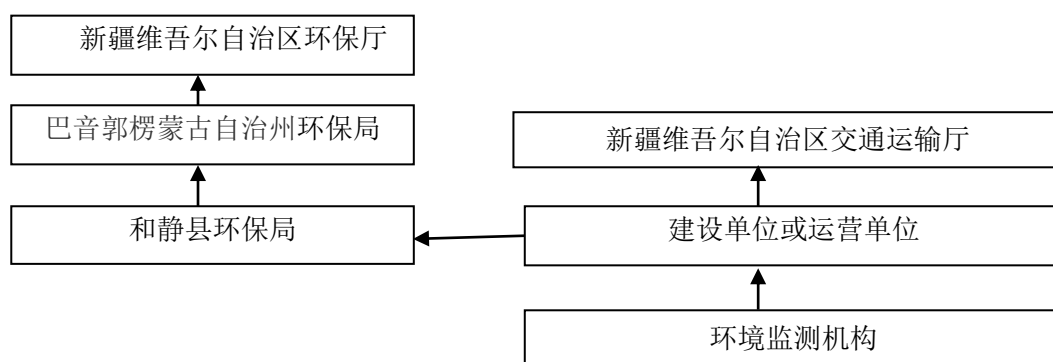 新疆维吾尔自治区环保厅
巴音郭楞蒙古自治州环保局
新疆维吾尔自治区交通运输厅
和静县环保局
建设单位或运营单位
环境监测机构